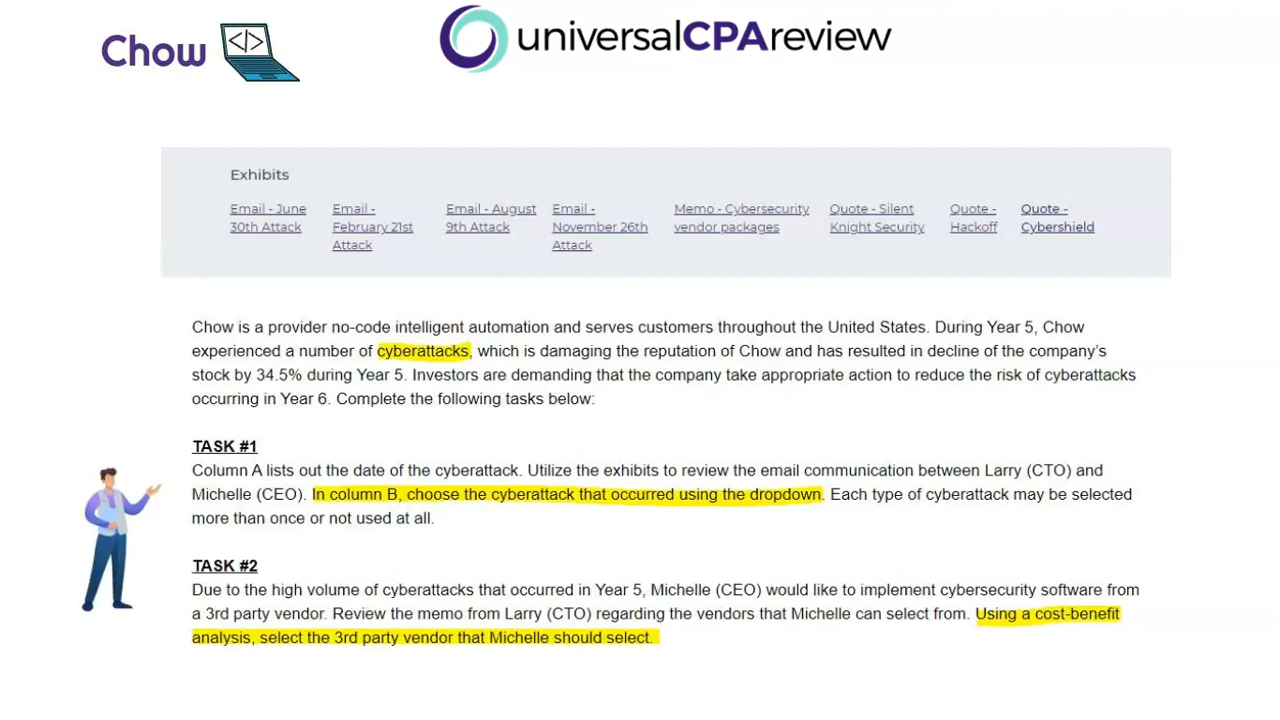 Chow </>
universalCPAreview
Exhibits
Email - June 30th Attack
Email - February 21st Attack
Email - August 9th Attack
Email - November 26th Attack
Memo - Cybersecurity vendor packages
Quote - Silent Knight Security
Quote - Hackoff
Quote - Cybershield
Chow is a provider no-code intelligent automation and serves customers throughout the United States. During Year 5, Chow
experienced a number of cyberattacks, which is damaging the reputation of Chow and has resulted in decline of the company's
stock by 34.5% during Year 5. Investors are demanding that the company take appropriate action to reduce the risk of cyberattacks
occurring in Year 6. Complete the following tasks below:
TASK #1
Column A lists out the date of the cyberattack. Utilize the exhibits to review the email communication between Larry (CTO) and
Michelle (CEO). In column B, choose the cyberattack that occurred using the dropdown. Each type of cyberattack may be selected
more than once or not used at all.
TASK #2
Due to the high volume of cyberattacks that occurred in Year 5, Michelle (CEO) would like to implement cybersecurity software from
a 3rd party vendor. Review the memo from Larry (CTO) regarding the vendors that Michelle can select from. Using a cost-benefit
analysis, select the 3rd party vendor that Michelle should select.